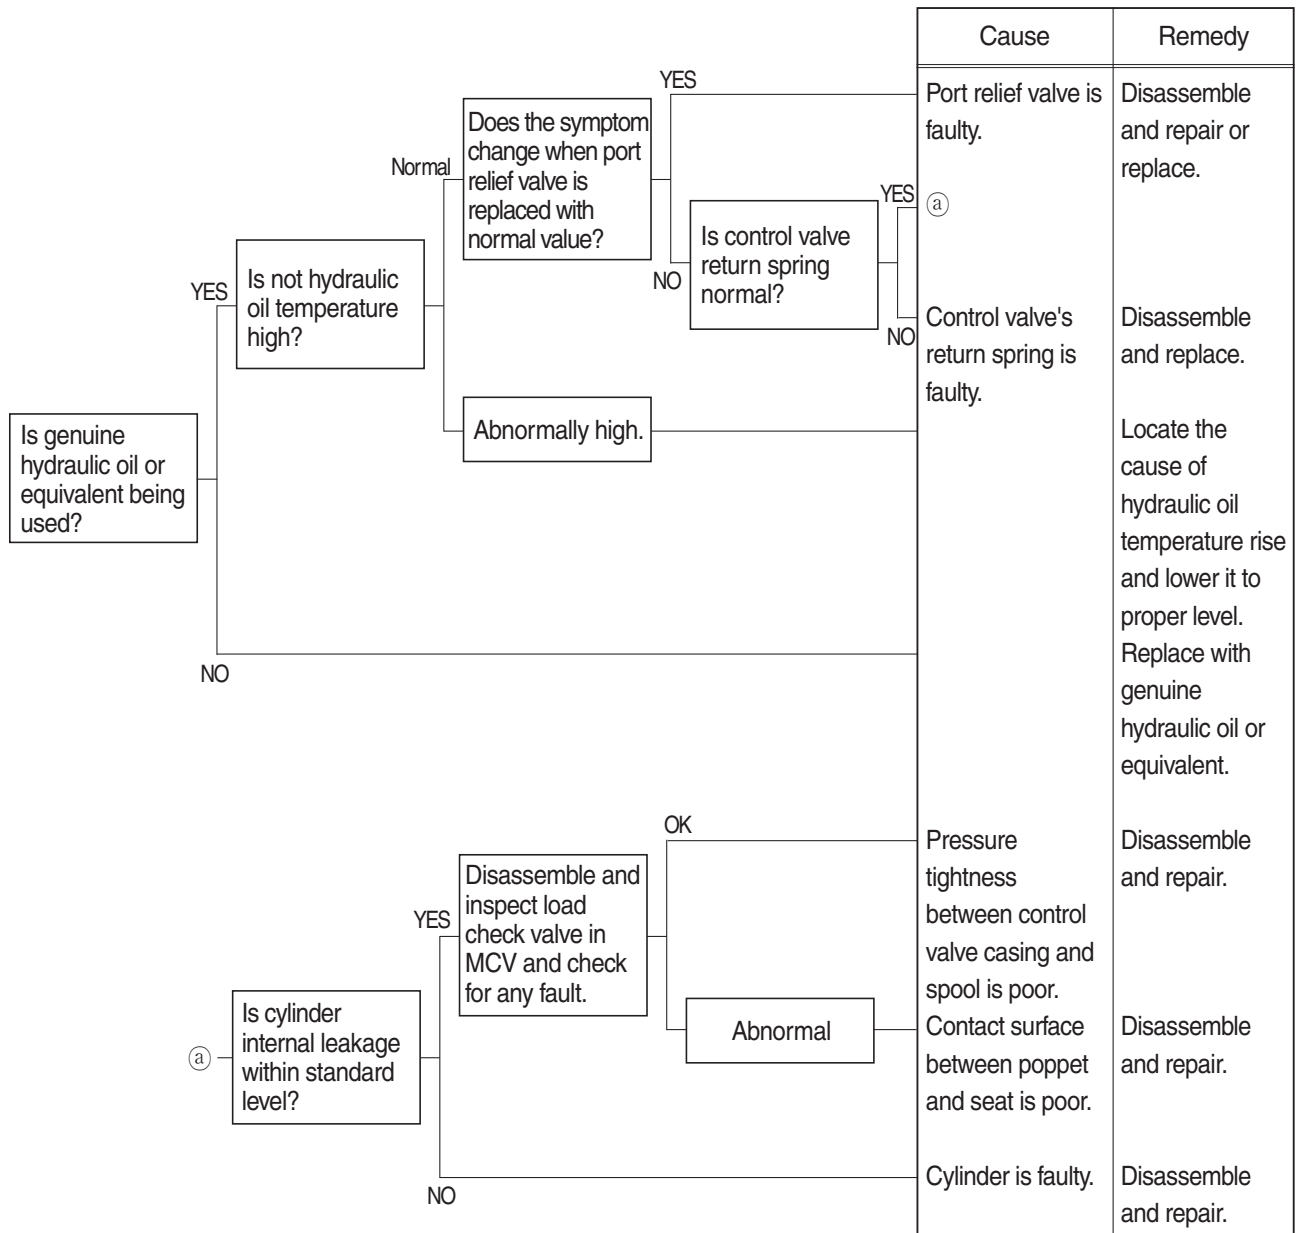 Cause
Remedy
YES
Port relief valve is
faulty.
Disassemble
and repair or
replace.
Normal
Does the symptom
change when port
relief valve is
replaced with
normal value?
YES
ⓐ
NO
Is control valve
return spring
normal?
NO
Control valve's
return spring is
faulty.
Disassemble
and replace.
YES
Is not hydraulic
oil temperature
high?
Abnormally high.
Locate the
cause of
hydraulic oil
temperature rise
and lower it to
proper level.
Is genuine
hydraulic oil or
equivalent being
used?
NO
Replace with
genuine
hydraulic oil or
equivalent.
OK
Pressure
tightness
between control
valve casing and
spool is poor.
Disassemble
and repair.
YES
Disassemble and
inspect load
check valve in
MCV and check
for any fault.
Abnormal
Contact surface
between poppet
and seat is poor.
Disassemble
and repair.
ⓐ
Is cylinder
internal leakage
within standard
level?
NO
Cylinder is faulty.
Disassemble
and repair.